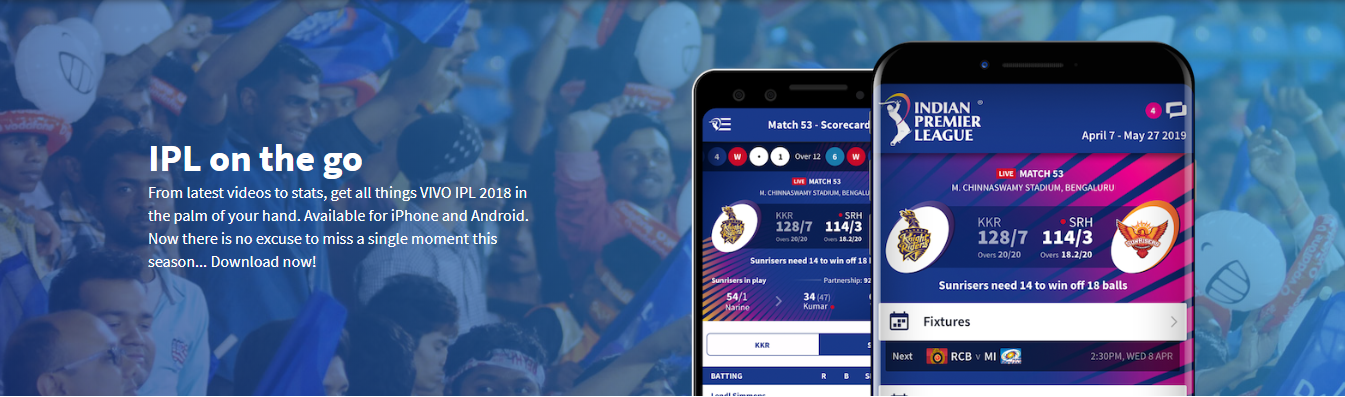 IPL on the go
From latest videos to stats, get all things VIVO IPL 2018 in
the palm of your hand. Available for iPhone and Android.
Now there is no excuse to miss a single moment this
season... Download now!
Match 53 - Scorecard
4 W • 1 Over 12 6 W
LIVE MATCH 53
M. CHINNASWAMY STADIUM, BENGALU
KKR SRH
128/7 114/3
Overs 20/20 Overs 18.2/20
Sunrisers need 14 to win off 18 b
Sunrisers in play Partnership: 92
54/1 34 (47)
Narine Kumar
KKR
BATTING R B S
Lendl Simmons
INDIAN
PREMIER
LEAGUE
®
4
April 7 - May 27 2019
LIVE MATCH 53
M. CHINNASWAMY STADIUM, BENGALURU
KKR SRH
128/7 114/3
Overs 20/20 Overs 18.2/20
Knight
Riders
SUNRISERS
Sunrisers need 14 to win off 18 balls
Fixtures
Next RCB v MI 2:30PM, WED 8 APR